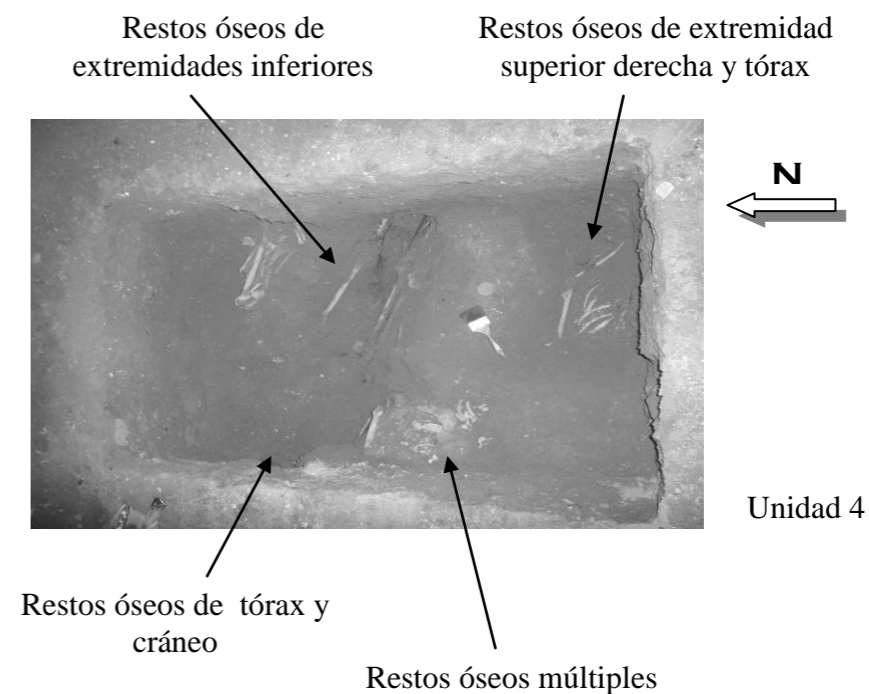 Restos óseos de
extremidades inferiores
Restos óseos de extremidad
superior derecha y tórax
N
Unidad 4
Restos óseos de tórax y
cráneo
Restos óseos múltiples